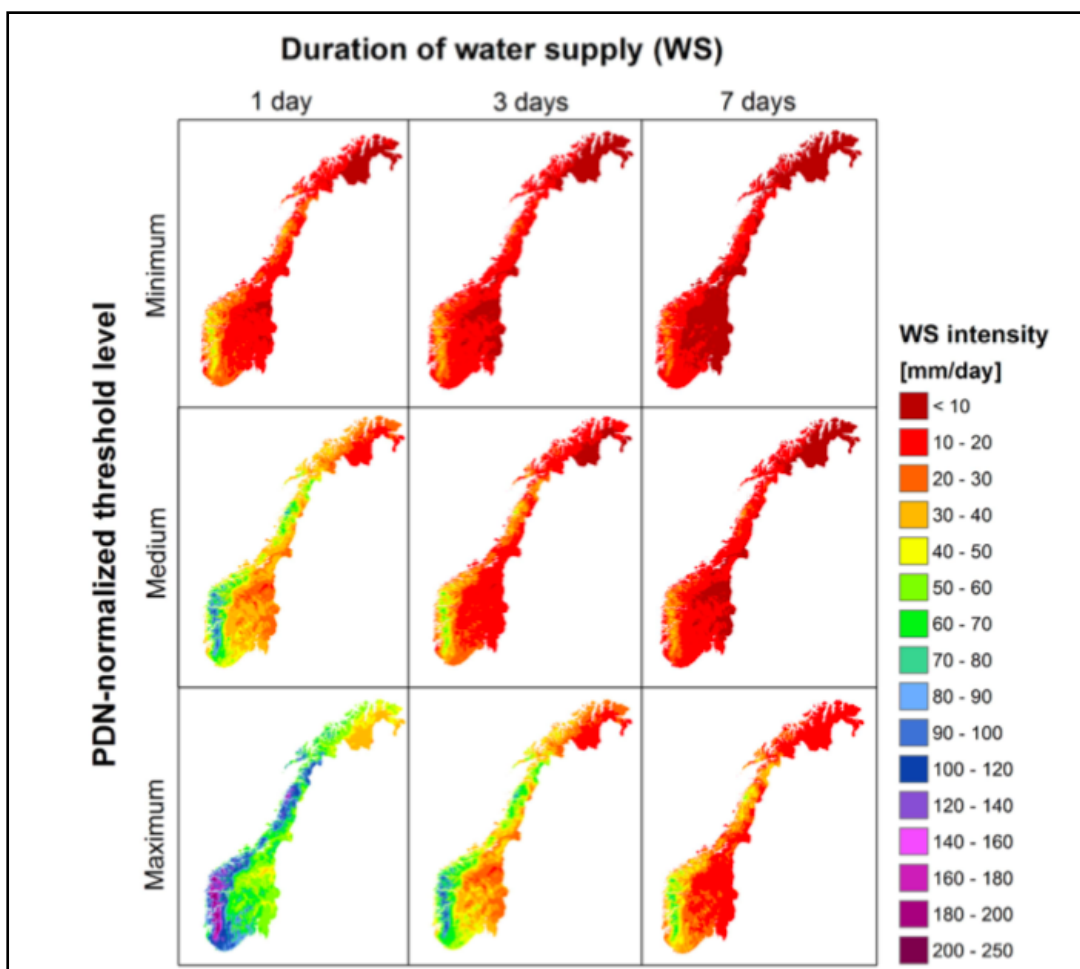 Duration of water supply (WS)
1 day
3 days
7 days
PDN-normalized threshold level
Minimum
Medium
Maximum
WS intensity
[mm/day]
< 10
10 - 20
20 - 30
30 - 40
40 - 50
50 - 60
60 - 70
70 - 80
80 - 90
90 - 100
100 - 120
120 - 140
140 - 160
160 - 180
180 - 200
200 - 250